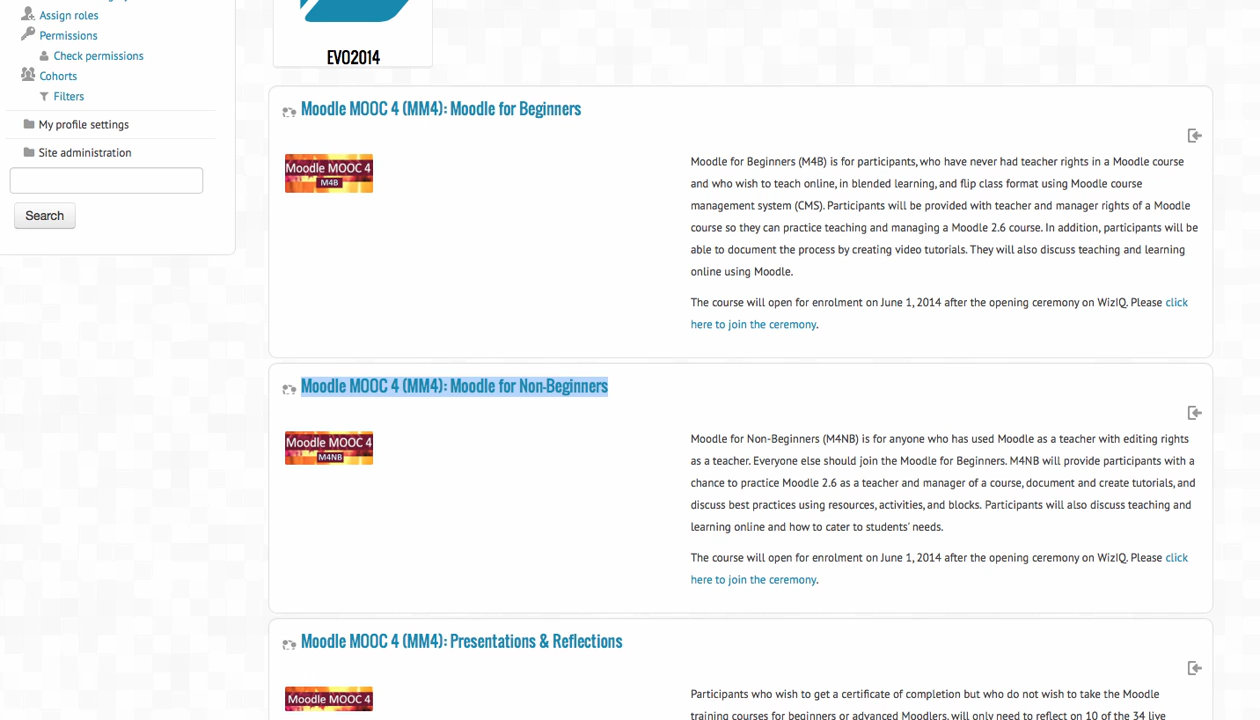 Assign roles
Permissions
Check permissions
Cohorts
Filters
My profile settings
Site administration
Search
EVO2014
Moodle MOOC 4 (MM4): Moodle for Beginners
Moodle MOOC 4
M4B
Moodle for Beginners (M4B) is for participants, who have never had teacher rights in a Moodle course
and who wish to teach online, in blended learning, and flip class format using Moodle course
management system (CMS). Participants will be provided with teacher and manager rights of a Moodle
course so they can practice teaching and managing a Moodle 2.6 course. In addition, participants will be
able to document the process by creating video tutorials. They will also discuss teaching and learning
online using Moodle.
The course will open for enrolment on June 1, 2014 after the opening ceremony on WizIQ. Please click
here to join the ceremony.
Moodle MOOC 4 (MM4): Moodle for Non-Beginners
Moodle MOOC 4
M4NB
Moodle for Non-Beginners (M4NB) is for anyone who has used Moodle as a teacher with editing rights
as a teacher. Everyone else should join the Moodle for Beginners. M4NB will provide participants with a
chance to practice Moodle 2.6 as a teacher and manager of a course, document and create tutorials, and
discuss best practices using resources, activities, and blocks. Participants will also discuss teaching and
learning online and how to cater to students' needs.
The course will open for enrolment on June 1, 2014 after the opening ceremony on WizIQ. Please click
here to join the ceremony.
Moodle MOOC 4 (MM4): Presentations & Reflections
Moodle MOOC 4
Participants who wish to get a certificate of completion but who do not wish to take the Moodle
training courses for beginners or advanced Moodlers, will only need to reflect on 10 of the 34 live